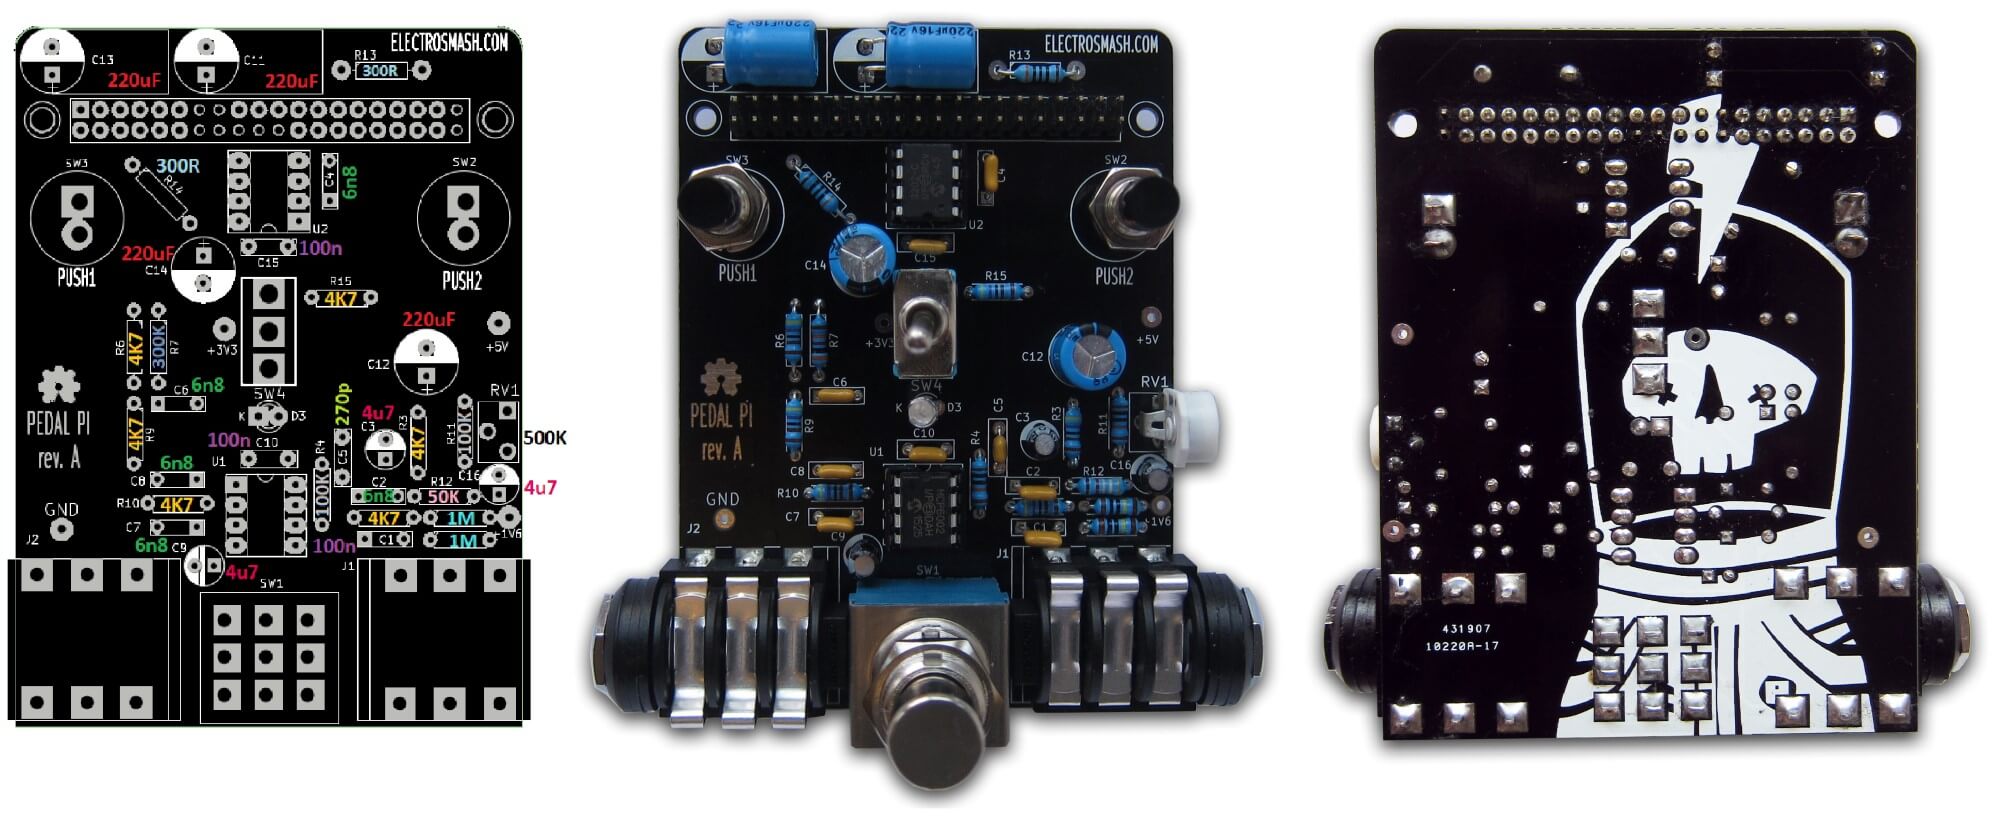 C13
220uF
+
C11
220uF
+
R13
300R
ELECTROSMASH.COM
SW3
300R
R14
C4
6n8
SW2
U2
220uF
C14
+
100n
C15
PUSH1
PUSH2
R15
4K7
R6
4K7
300K
R7
+3V3
220uF
C12
+5V
C6
6n8
SW4
K
D3
RV1
500K
PEDAL PI
rev. A
4K7
R9
100n
C10
U1
R4
100K
270p
C5
4u7
C3
R3
4K7
R11
100K
6n8
C8
C2
6n8
R12
50K
C16
4u7
R10
4K7
4K7
1M
+1V6
GND
J2
C7
6n8
C9
4u7
100n
C1
1M
J1
SW1
220uF16V
220uF16V
R13
ELECTROSMASH.COM
+
+
SW3
R14
SW2
U2
C14
C15
PUSH1
PUSH2
R15
R6
R7
+3V3
C12
+5V
SW4
RV1
C6
K
D3
PEDAL PI
rev. A
R9
C10
U1
R4
C5
C3
R3
R11
C8
C2
R12
C16
R10
GND
J2
C7
C9
C1
+1V6
J1
SW1
431907
10220A-17